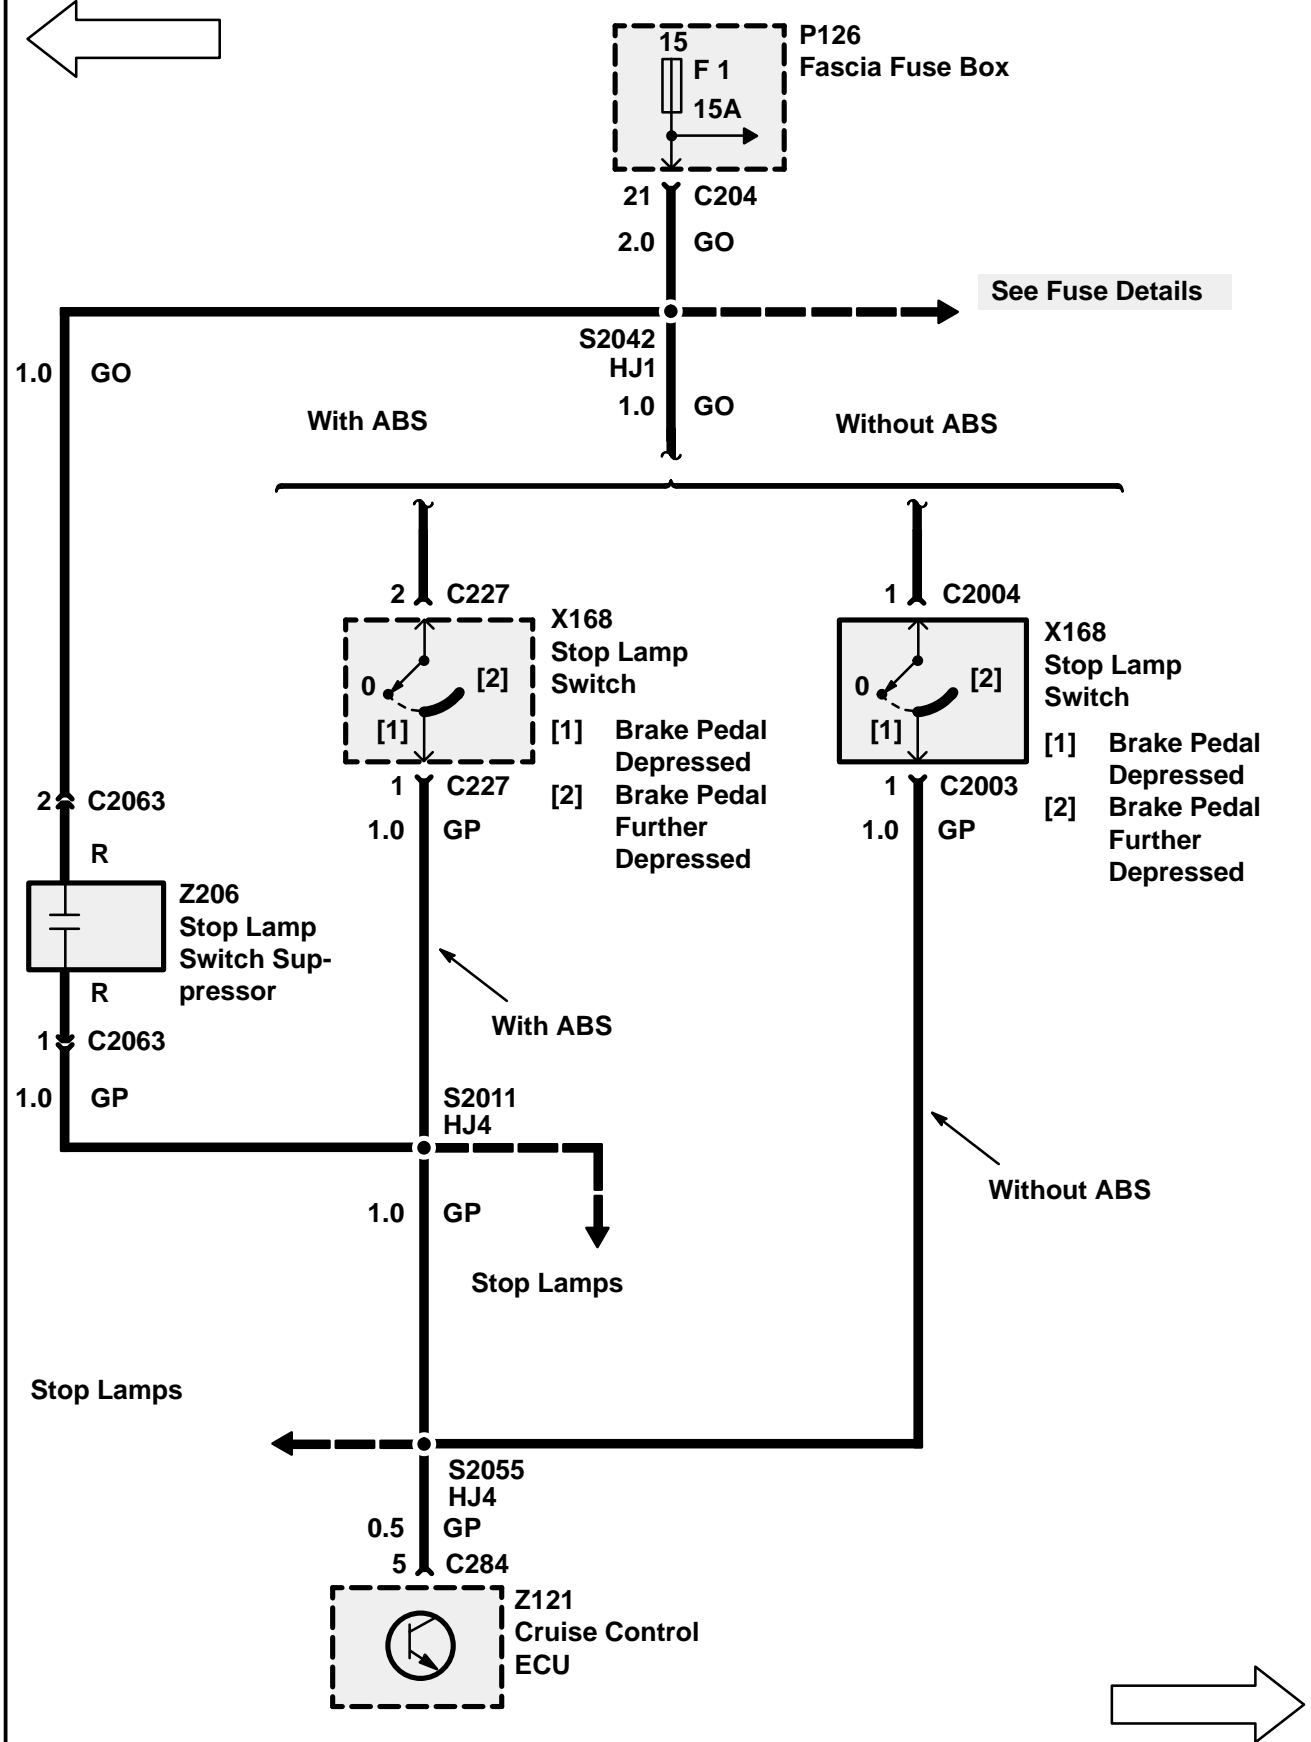 15
F 1
15A
P126
Fascia Fuse Box
21 C204
2.0 GO
See Fuse Details
S2042
HJ1
1.0 GO
1.0 GO
With ABS
Without ABS
2 C227
X168
Stop Lamp
Switch
0
[1]
[2]
[1] Brake Pedal
Depressed
[2] Brake Pedal
Further
Depressed
1 C227
1.0 GP
1 C2004
X168
Stop Lamp
Switch
0
[1]
[2]
[1] Brake Pedal
Depressed
[2] Brake Pedal
Further
Depressed
1 C2003
1.0 GP
2 C2063
R
Z206
Stop Lamp
Switch Sup-
pressor
R
1 C2063
1.0 GP
With ABS
S2011
HJ4
Without ABS
1.0 GP
Stop Lamps
Stop Lamps
S2055
HJ4
0.5 GP
5 C284
Z121
Cruise Control
ECU